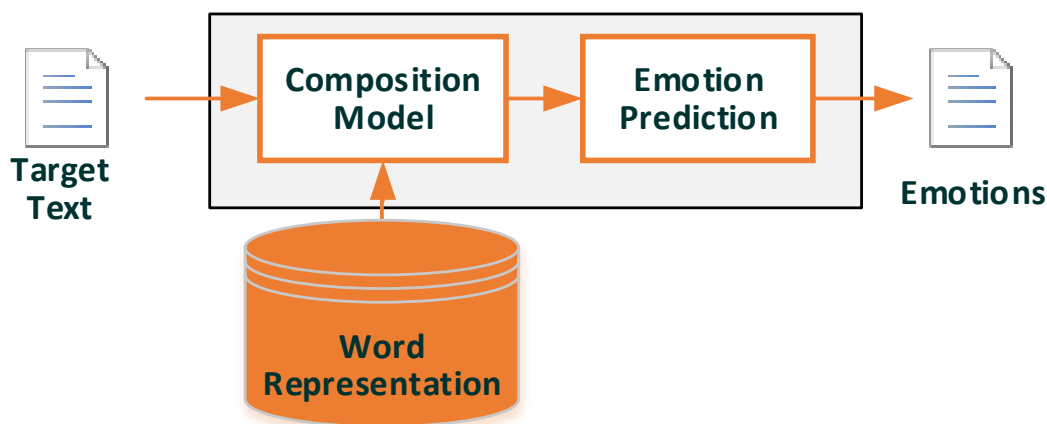 Target
Text
Composition
Model
Emotion
Prediction
Emotions
Word
Representation